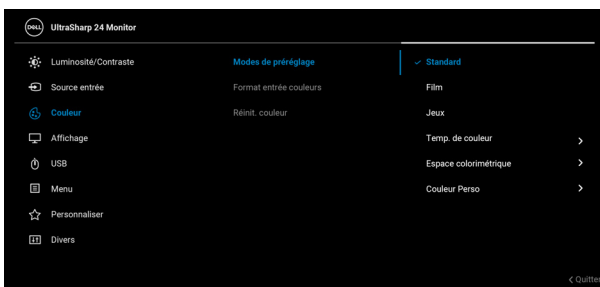 DELL UltraSharp 24 Monitor
Luminosité/Contraste Modes de préréglage Standard
Source entrée Format entrée couleurs Film
Couleur Réinit. couleur Jeux
Affichage Temp. de couleur
USB Espace colorimétrique
Menu Couleur Perso
Personnaliser
Divers
Quitter